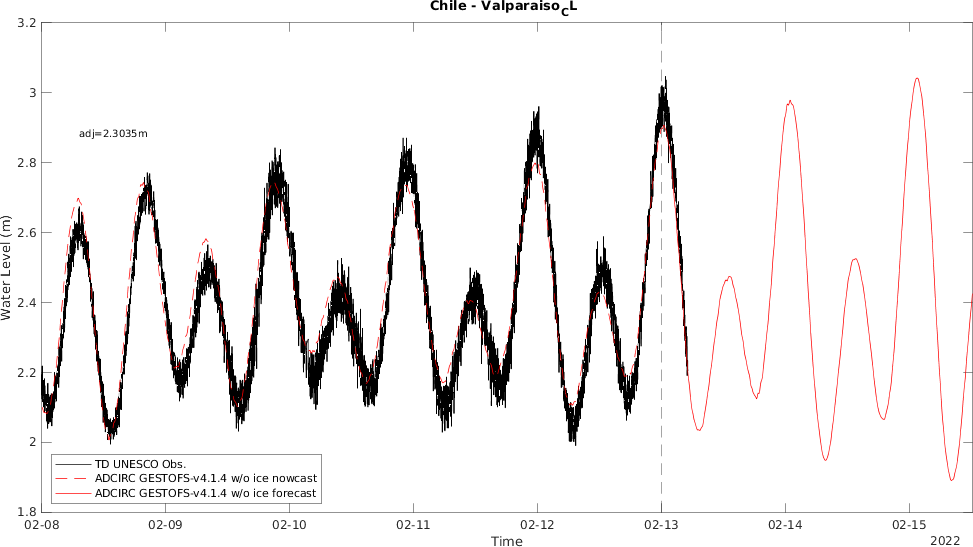 Chile - Valparaiso_CL
3.2
3
2.8
2.6
2.4
2.2
2
1.8
Water Level (m)
adj=2.3035m
TD UNESCO Obs.
ADCIRC GESTOFS-v4.1.4 w/o ice nowcast
ADCIRC GESTOFS-v4.1.4 w/o ice forecast
02-08 02-09 02-10 02-11 02-12 02-13 02-14 02-15
Time
2022